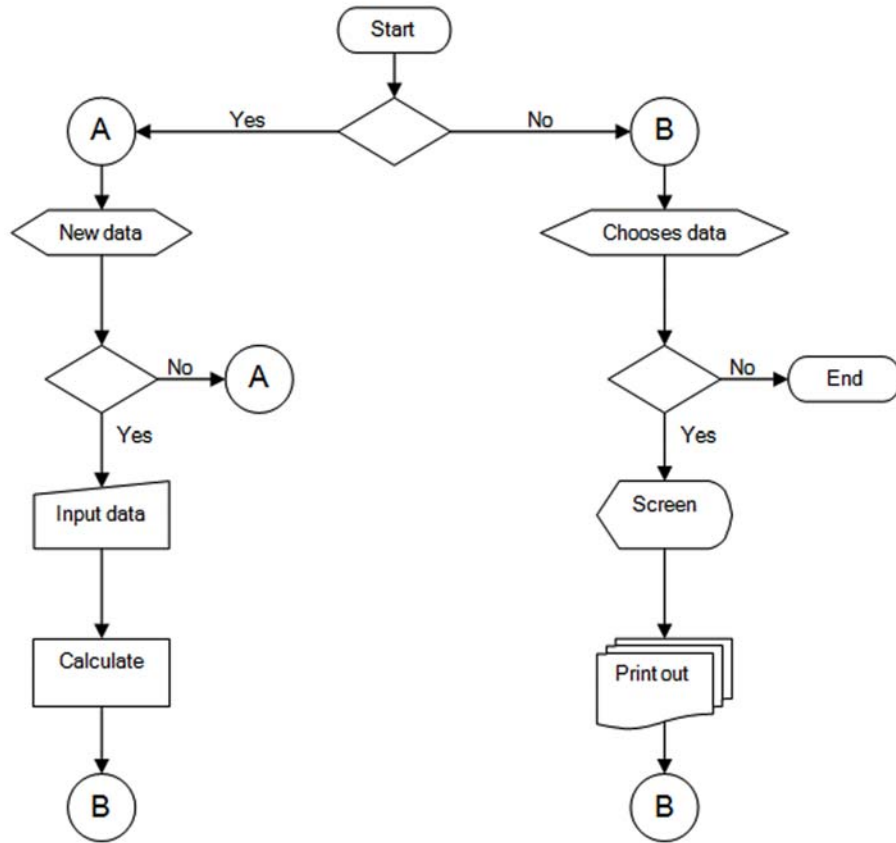 Start
A
Yes
No
B
New data
Chooses data
No
A
No
End
Yes
Yes
Input data
Screen
Calculate
Print out
B
B